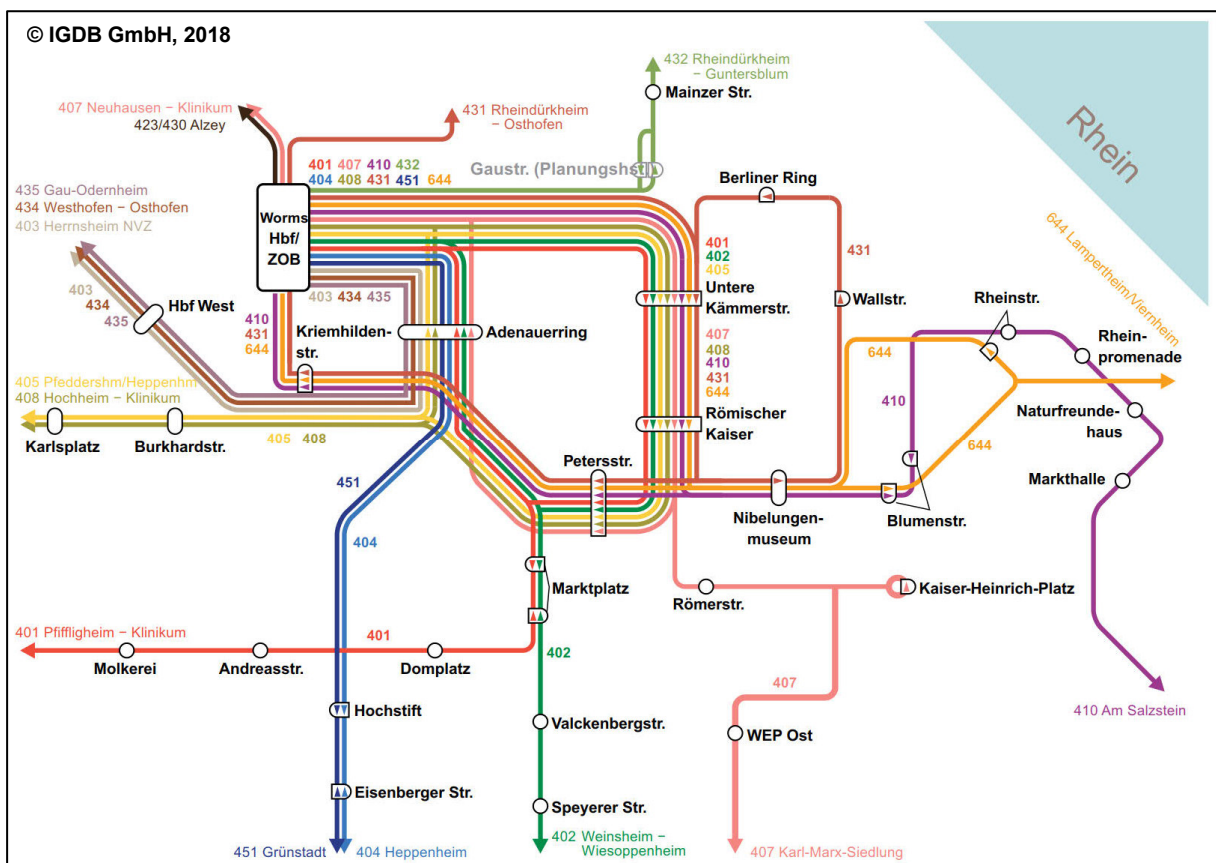 © IGDB GmbH, 2018
432 Rheindürkheim
– Guntersblum
Mainzer Str.
407 Neuhausen – Klinikum
423/430 Alzey
431 Rheindürkheim
– Osthofen
Rhein
401 407 410 432
404 408 431 451 644
Gaustr. (Planungshst)
Berliner Ring
435 Gau-Odernheim
434 Westhofen – Osthofen
403 Herrnsheim NVZ
Worms
Hbf/
ZOB
401
402
405
431
644 Lampertheim/Viernheim
403
434
435
Hbf West
403 434 435
410
431
644
Kriemhilden-
str.
Adenauerring
Untere
Kämmerstr.
Wallstr.
Rheinstr.
Rhein-
promenade
407
408
410
431
644
644
410
405 Pfeddershm/Heppenhm
408 Hochheim – Klinikum
Karlsplatz
Burkhardstr.
405 408
Römischer
Kaiser
Naturfreunde-
haus
644
Petersstr.
451
404
Markthalle
Nibelungen-
museum
Blumenstr.
Marktplatz
Römerstr.
Kaiser-Heinrich-Platz
401 Pfiffligheim – Klinikum
401
402
Molkerei
Andreasstr.
Domplatz
407
Hochstift
Valckenbergstr.
WEP Ost
410 Am Salzstein
Eisenberger Str.
Speyerer Str.
451 Grünstadt
404 Heppenheim
402 Weinsheim –
Wiesoppenheim
407 Karl-Marx-Siedlung